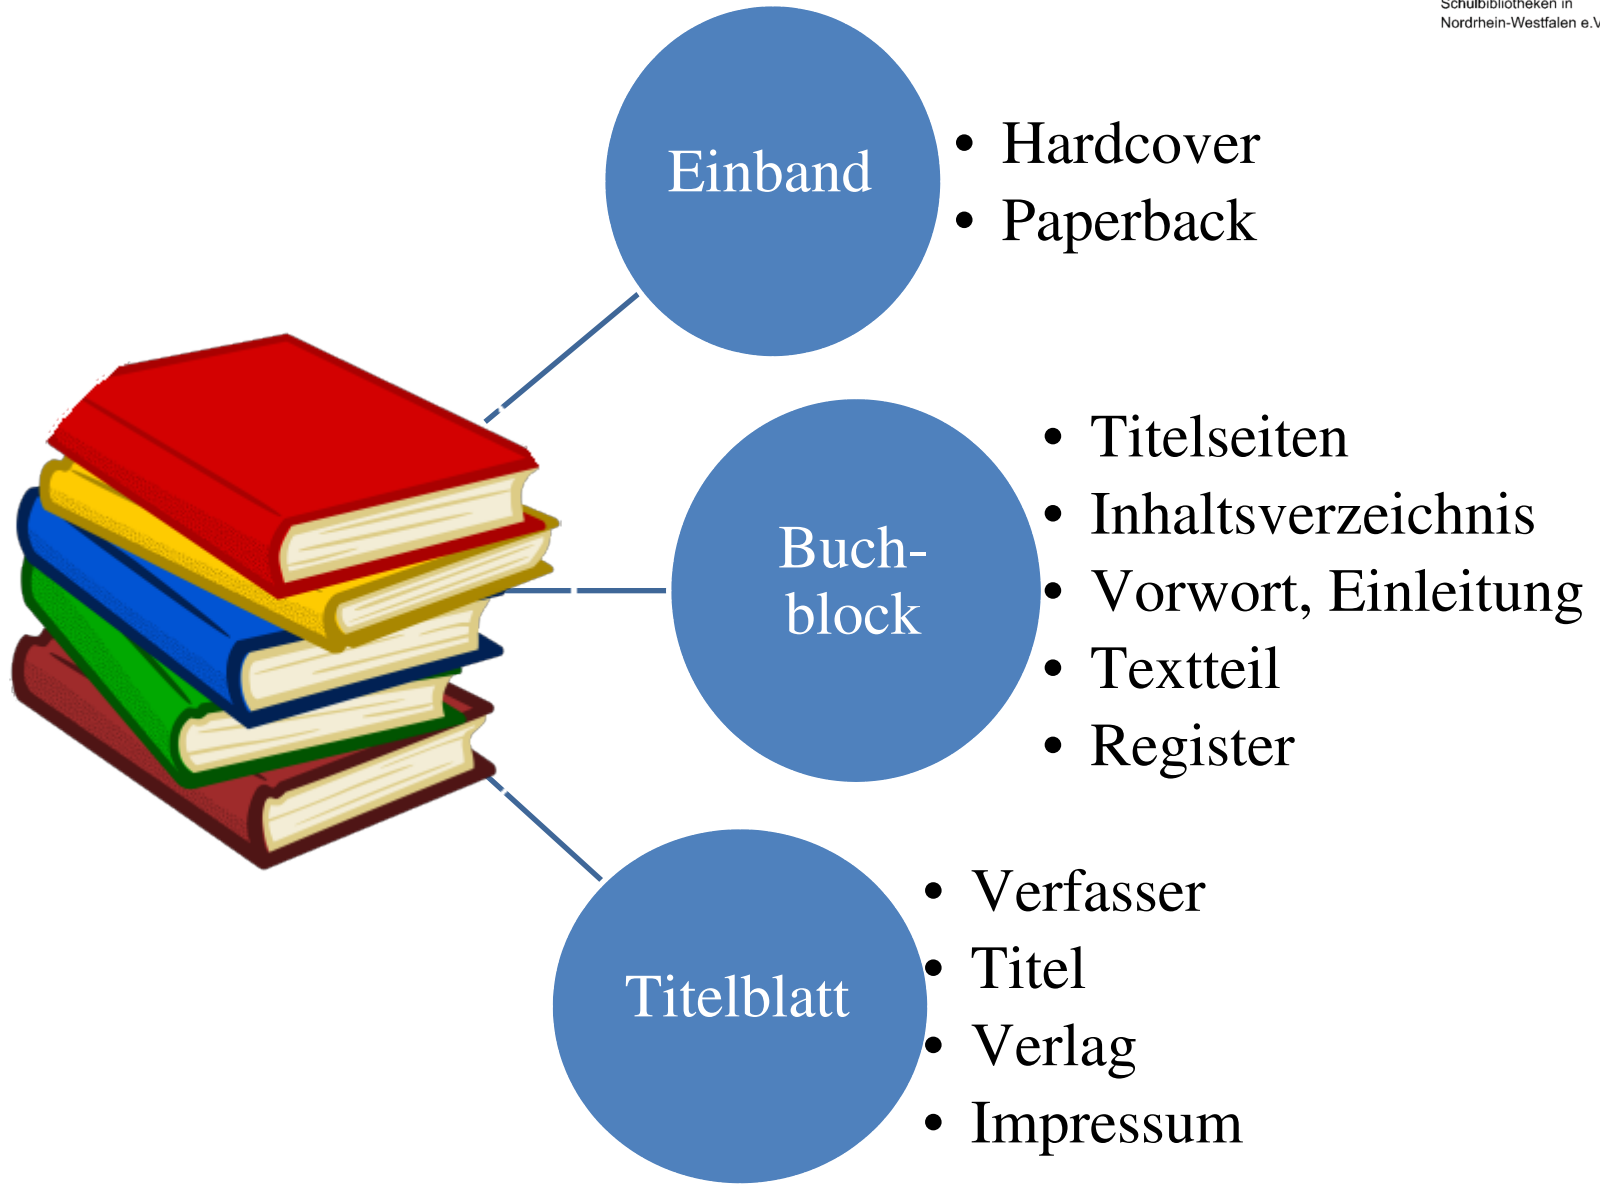 Schulbibliotheken in
Nordrhein-Westfalen e.V
Einband
• Hardcover
• Paperback
Buch-
block
• Titelseiten
• Inhaltsverzeichnis
• Vorwort, Einleitung
• Textteil
• Register
Titelblatt
• Verfasser
• Titel
• Verlag
• Impressum